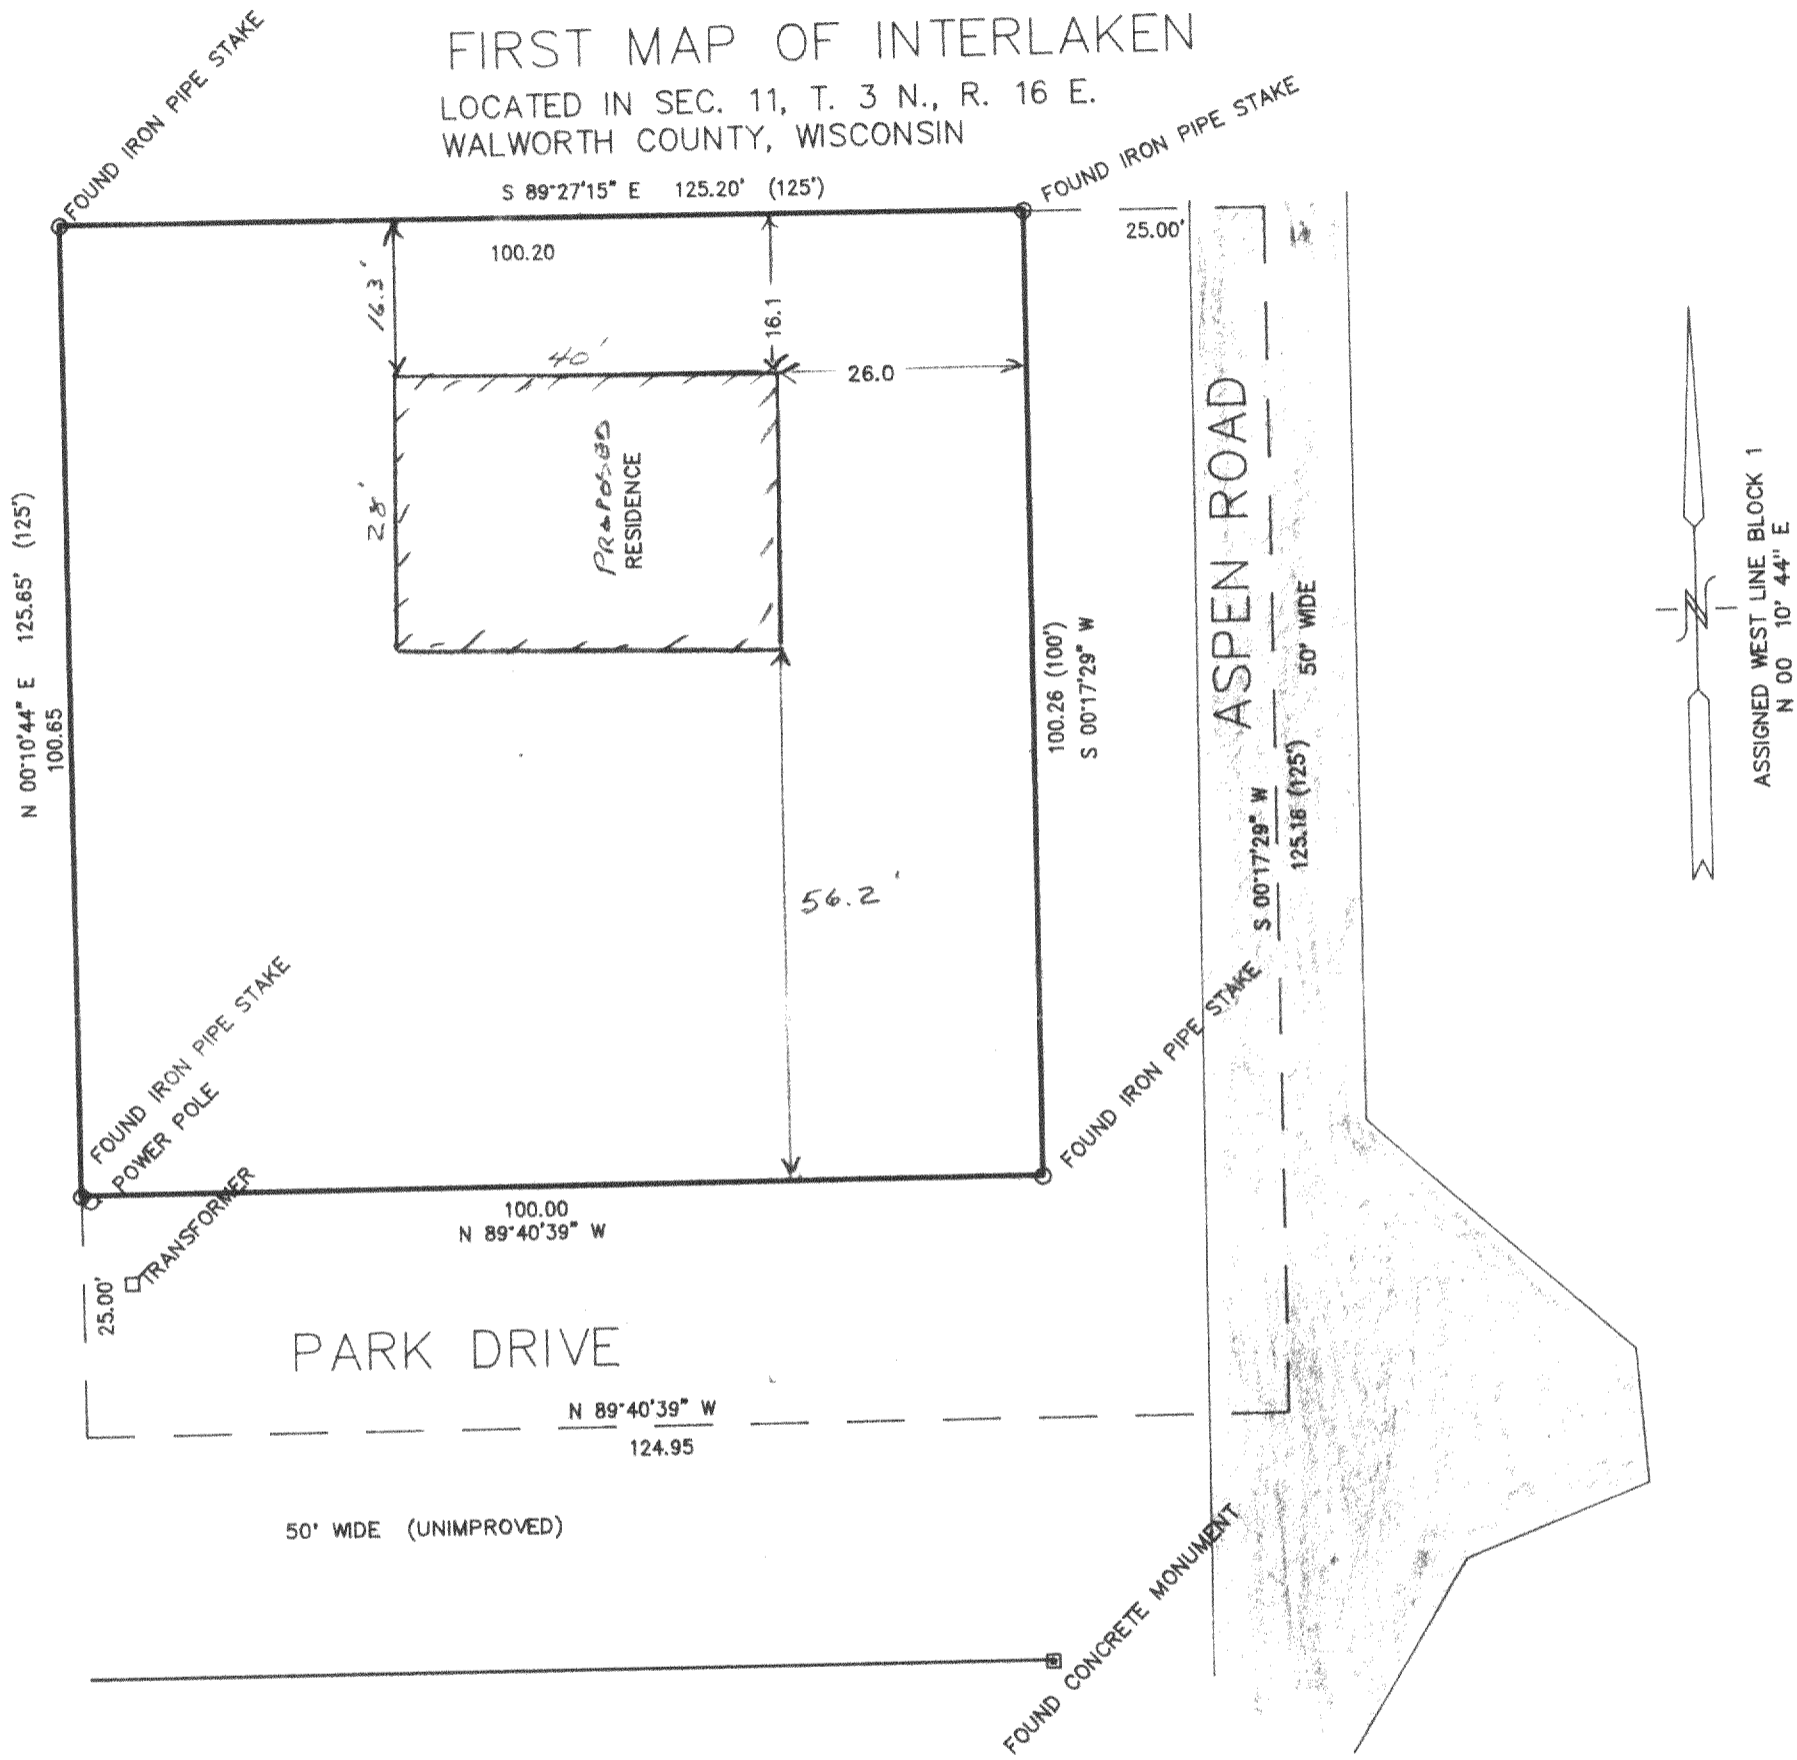 FIRST MAP OF INTERLAKEN
LOCATED IN SEC. 11, T. 3 N., R. 16 E.
WALWORTH COUNTY, WISCONSIN
FOUND IRON PIPE STAKE
S 89°27'15" E 125.20' (125')
FOUND IRON PIPE STAKE
25.00'
100.20
16.3'
16.1
40'
26.0
28'
PROPOSED
RESIDENCE
N 00°10'44" E 125.65' (125')
100.65
100.26 (100')
S 00°17'29" W
ASPEN ROAD
50' WIDE
S 00°17'29" W
125.16 (125')
ASSIGNED WEST LINE BLOCK 1
N 00 10' 44" E
N
56.2'
FOUND IRON PIPE STAKE
POWER POLE
TRANSFORMER
FOUND IRON PIPE STAKE
100.00
N 89°40'39" W
25.00'
PARK DRIVE
N 89°40'39" W
124.95
50' WIDE (UNIMPROVED)
FOUND CONCRETE MONUMENT